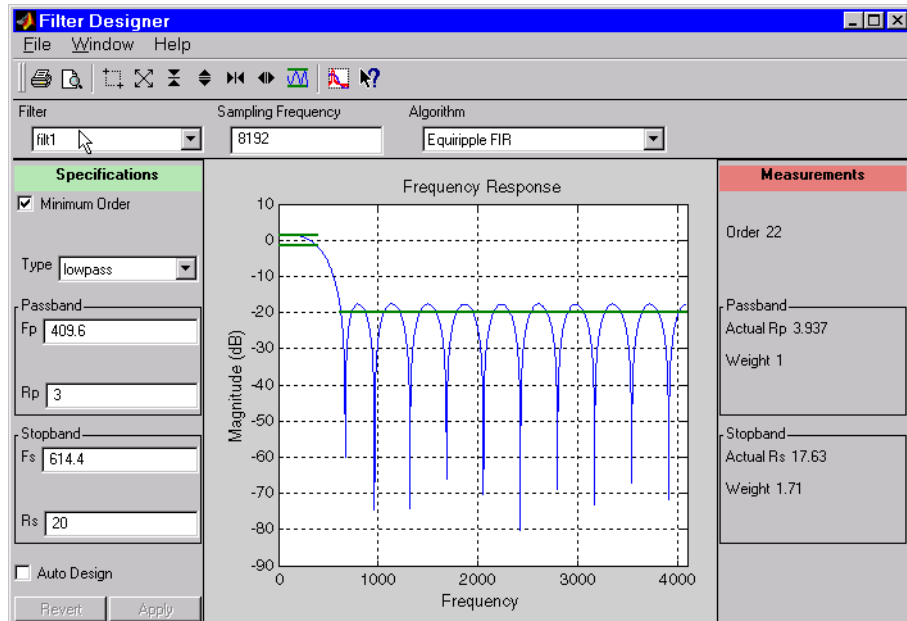 Filter Designer
File Window Help
Filter Sampling Frequency Algorithm
filt1 8192 Equiripple FIR
Specifications
Minimum Order
Type lowpass
Passband
Fp 409.6
Rp 3
Stopband
Fs 614.4
Rs 20
Auto Design
Revert Apply
Frequency Response
Magnitude (dB)
10
0
-10
-20
-30
-40
-50
-60
-70
-80
-90
0 1000 2000 3000 4000
Frequency
Measurements
Order 22
Passband
Actual Rp 3.937
Weight 1
Stopband
Actual Rs 17.63
Weight 1.71